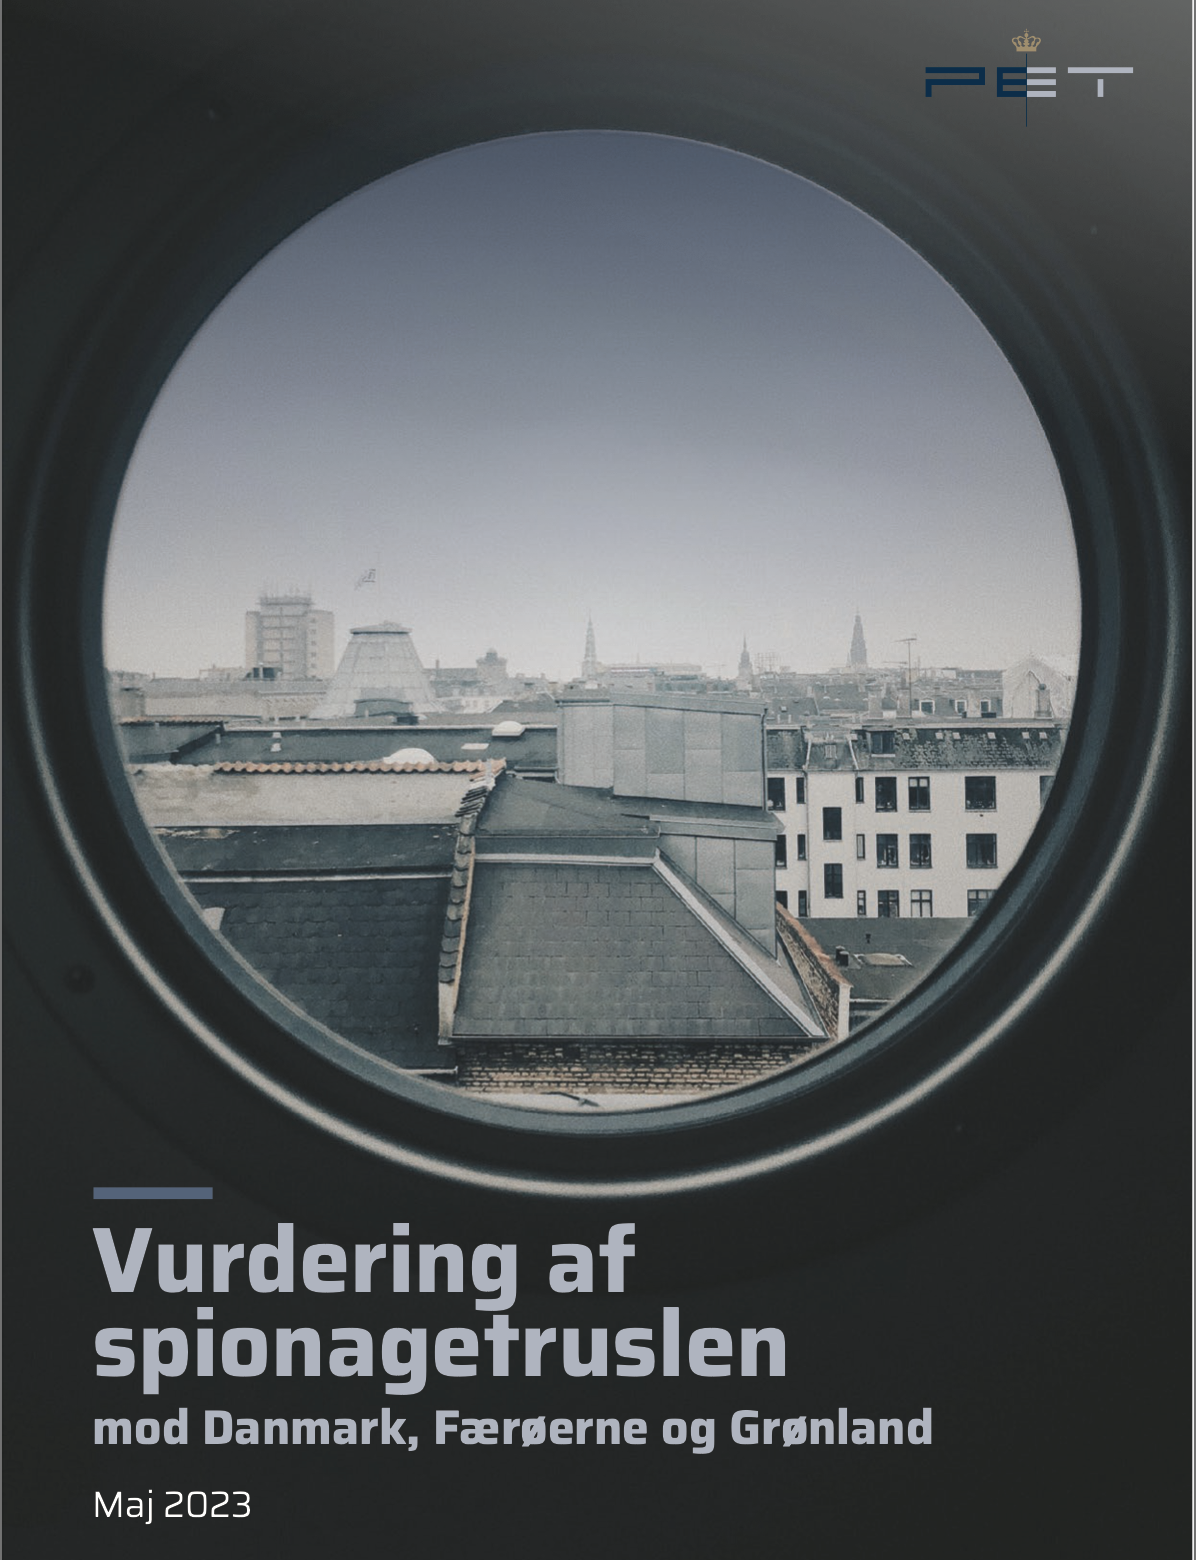 PET
Vurdering af
spionagetruslen
mod Danmark, Færøerne og Grønland
Maj 2023